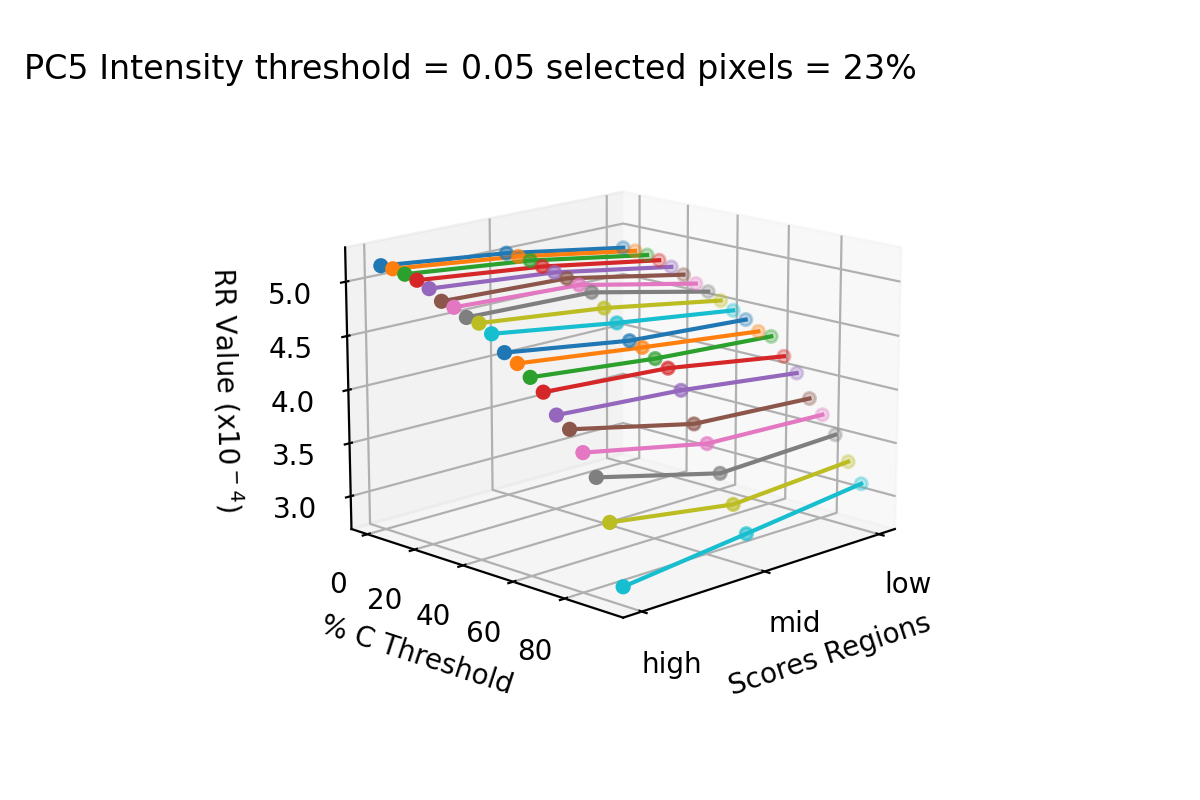 PC5 Intensity threshold = 0.05 selected pixels = 23%
RR Value (x10⁻⁴)
5.0
4.5
4.0
3.5
3.0
0
20
40
60
80
% C Threshold
high
mid
low
Scores Regions